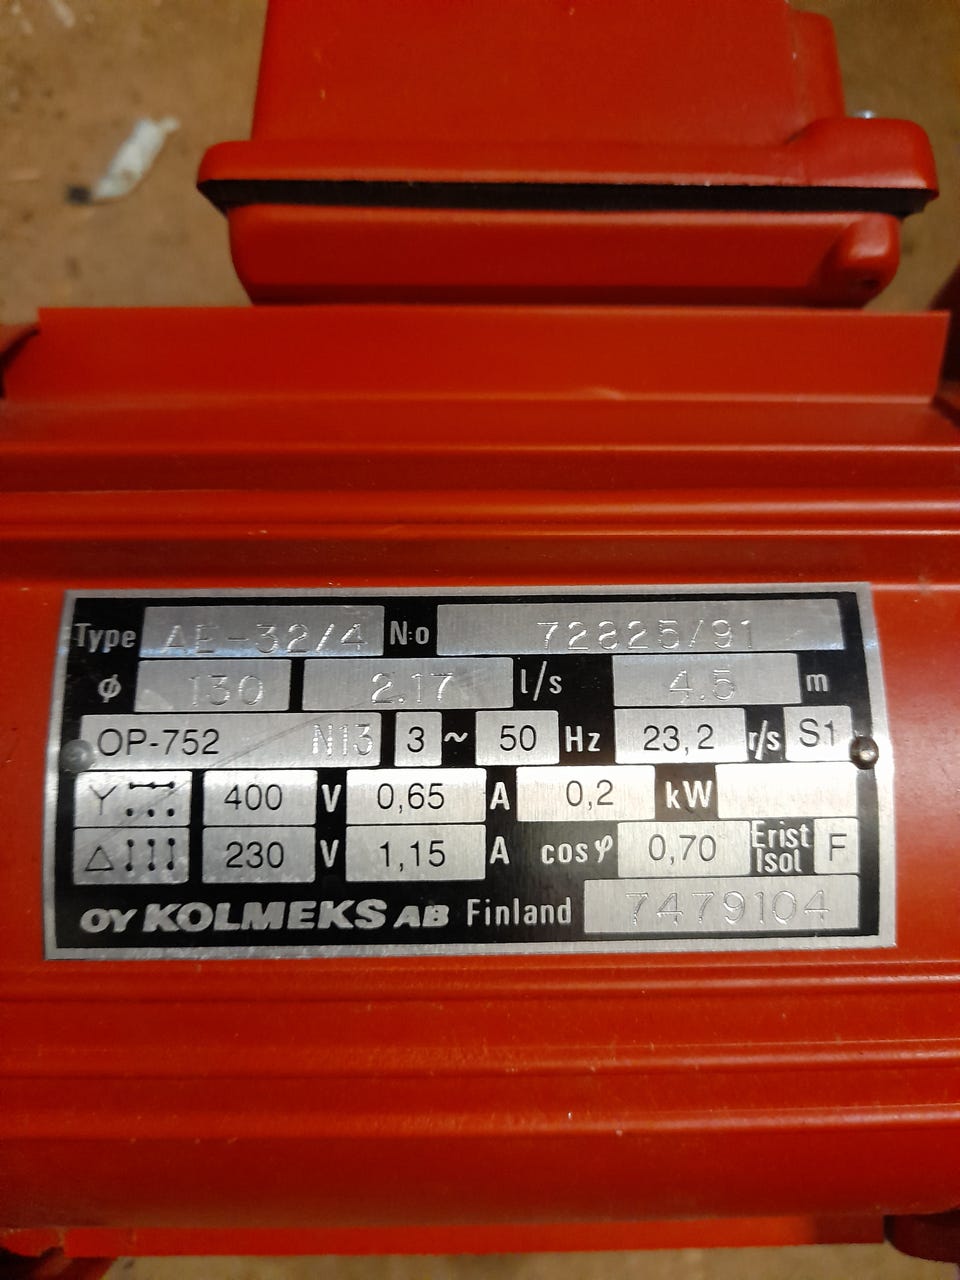 Type AE-32/4 N:o 72825/91
φ 130 2.17 l/s 4.5 m
OP-752 N13 3 ~ 50 Hz 23,2 r/s S1
Y 400 V 0,65 A 0,2 kW
△ 230 V 1,15 A cosφ 0,70 Erist Isol F
OY KOLMEKS AB Finland 7479104